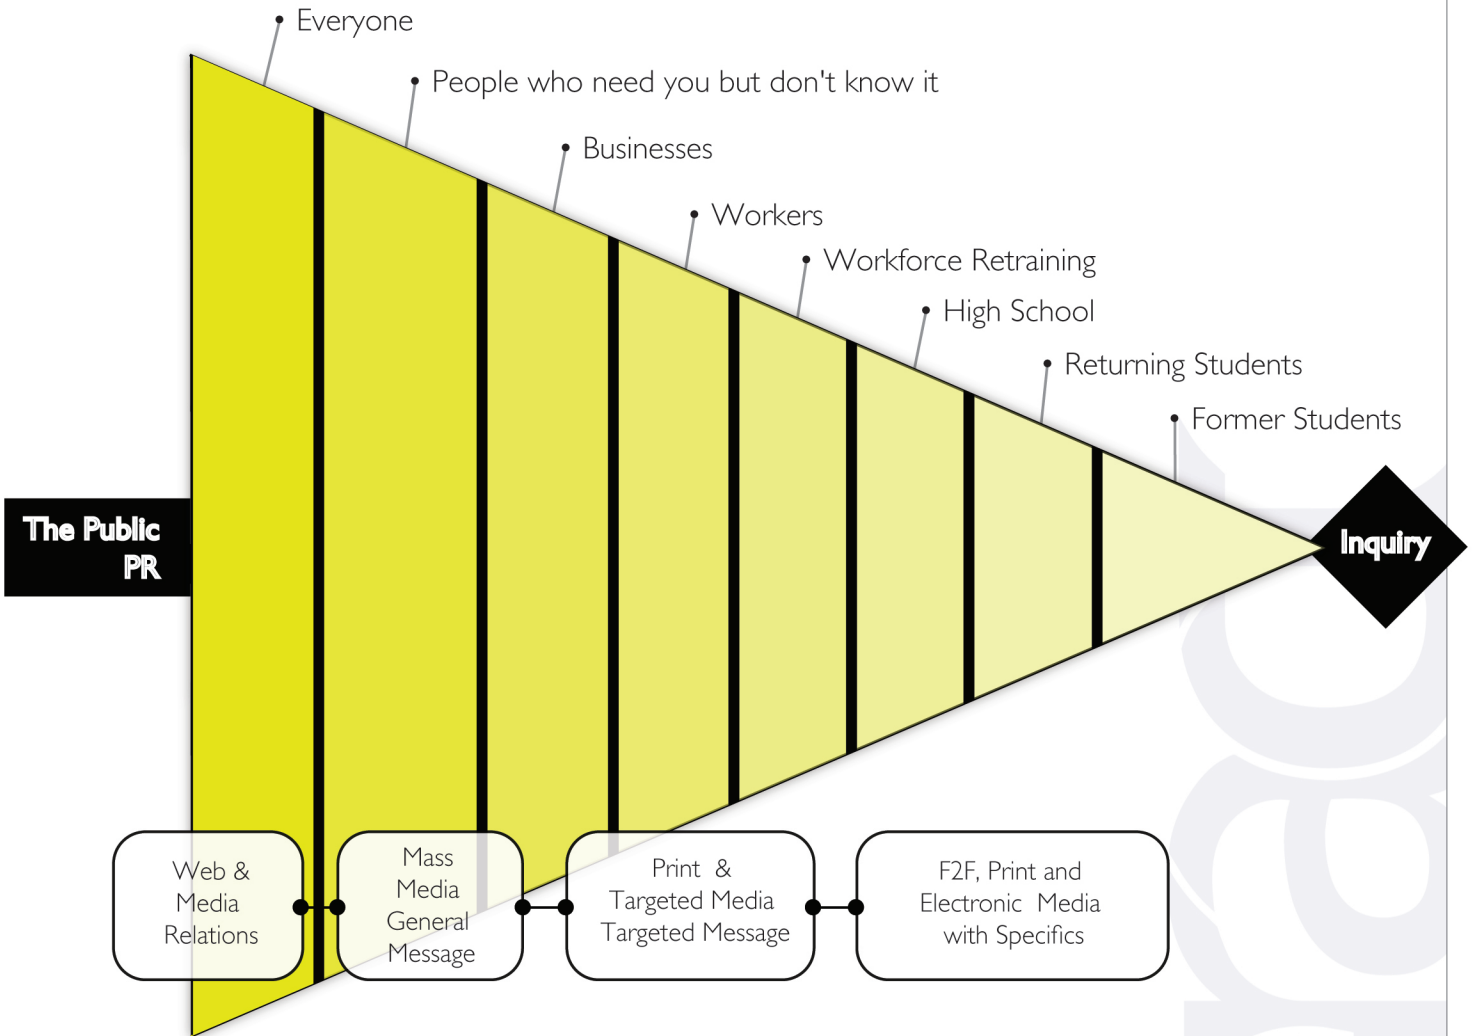 Everyone
People who need you but don't know it
Businesses
Workers
Workforce Retraining
High School
Returning Students
Former Students
The Public
PR
Inquiry
Web &
Media
Relations
Mass
Media
General
Message
Print &
Targeted Media
Targeted Message
F2F, Print and
Electronic Media
with Specifics